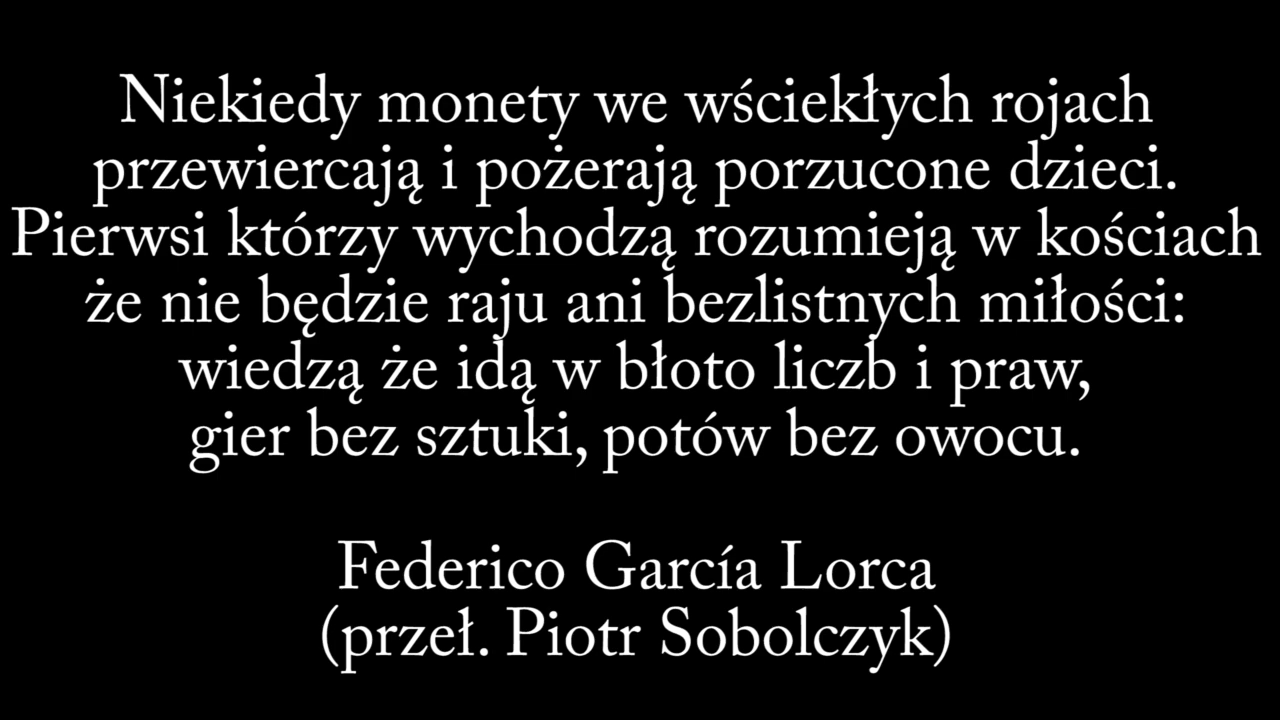 Niekiedy monety we wściekłych rojach
przewiercają i pożerają porzucone dzieci.
Pierwsi którzy wychodzą rozumieją w kościach
że nie będzie raju ani bezlistnych miłości:
wiedzą że idą w błoto liczb i praw,
gier bez sztuki, potów bez owocu.
Federico García Lorca
(przeł. Piotr Sobolczyk)